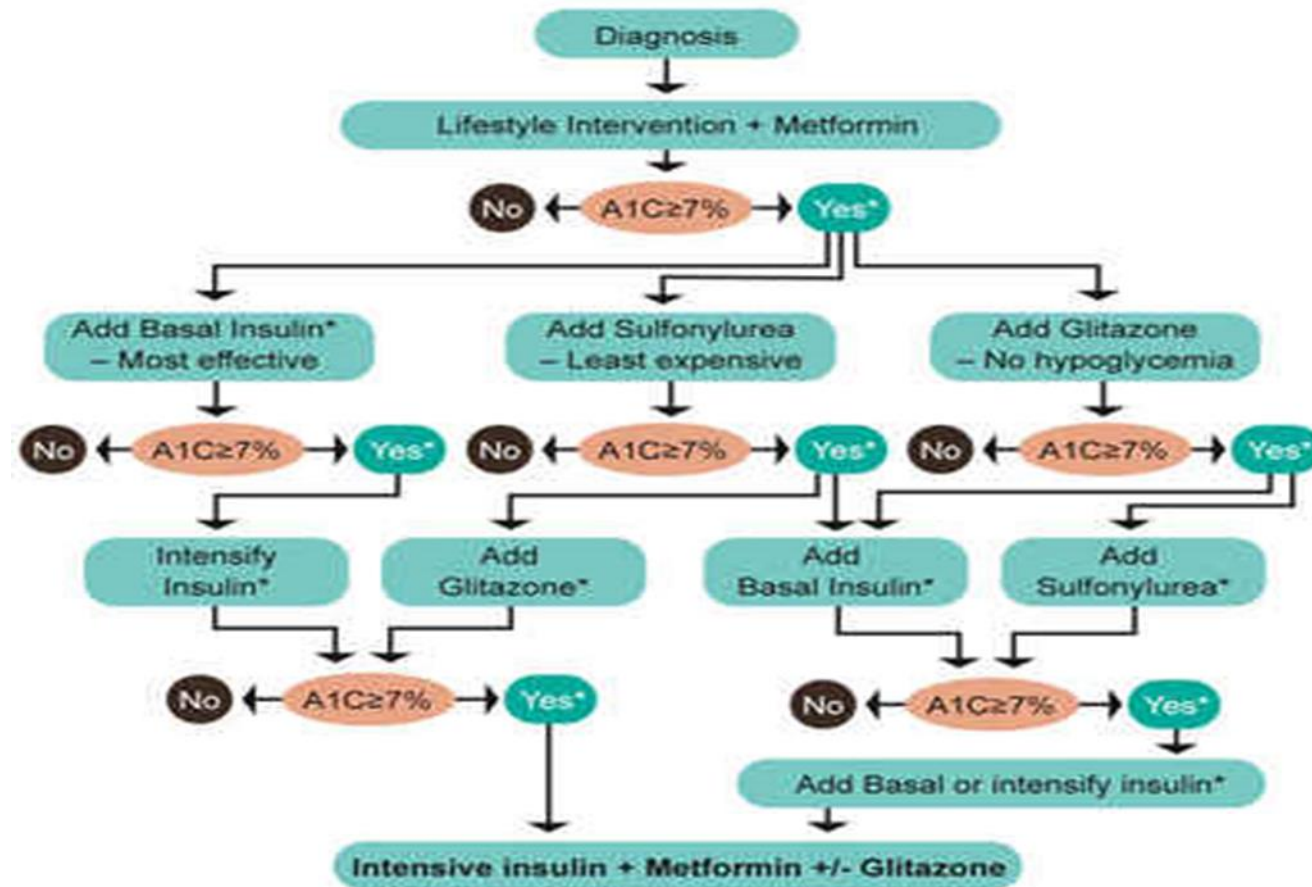 Diagnosis
Lifestyle Intervention + Metformin
No
A1C≥7%
Yes*
Add Basal Insulin*
– Most effective
Add Sulfonylurea
– Least expensive
Add Glitazone
– No hypoglycemia
No
A1C≥7%
Yes*
No
A1C≥7%
Yes*
No
A1C≥7%
Yes*
Intensify
Insulin*
Add
Glitazone*
Add
Basal Insulin*
Add
Sulfonylurea*
No
A1C≥7%
Yes*
No
A1C≥7%
Yes*
Add Basal or intensify insulin*
Intensive insulin + Metformin +/- Glitazone